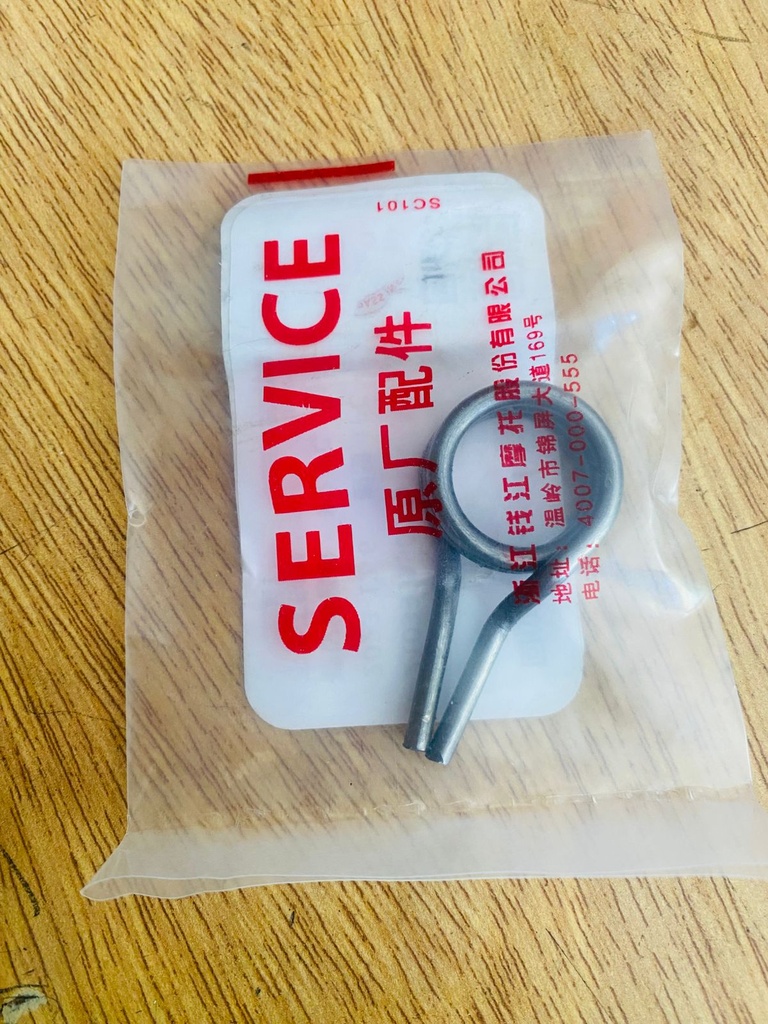 SC101
SERVICE
原厂配件
浙江钱江摩托股份有限公司
地址：温岭市锦屏大道169号
电话：4007-000-555